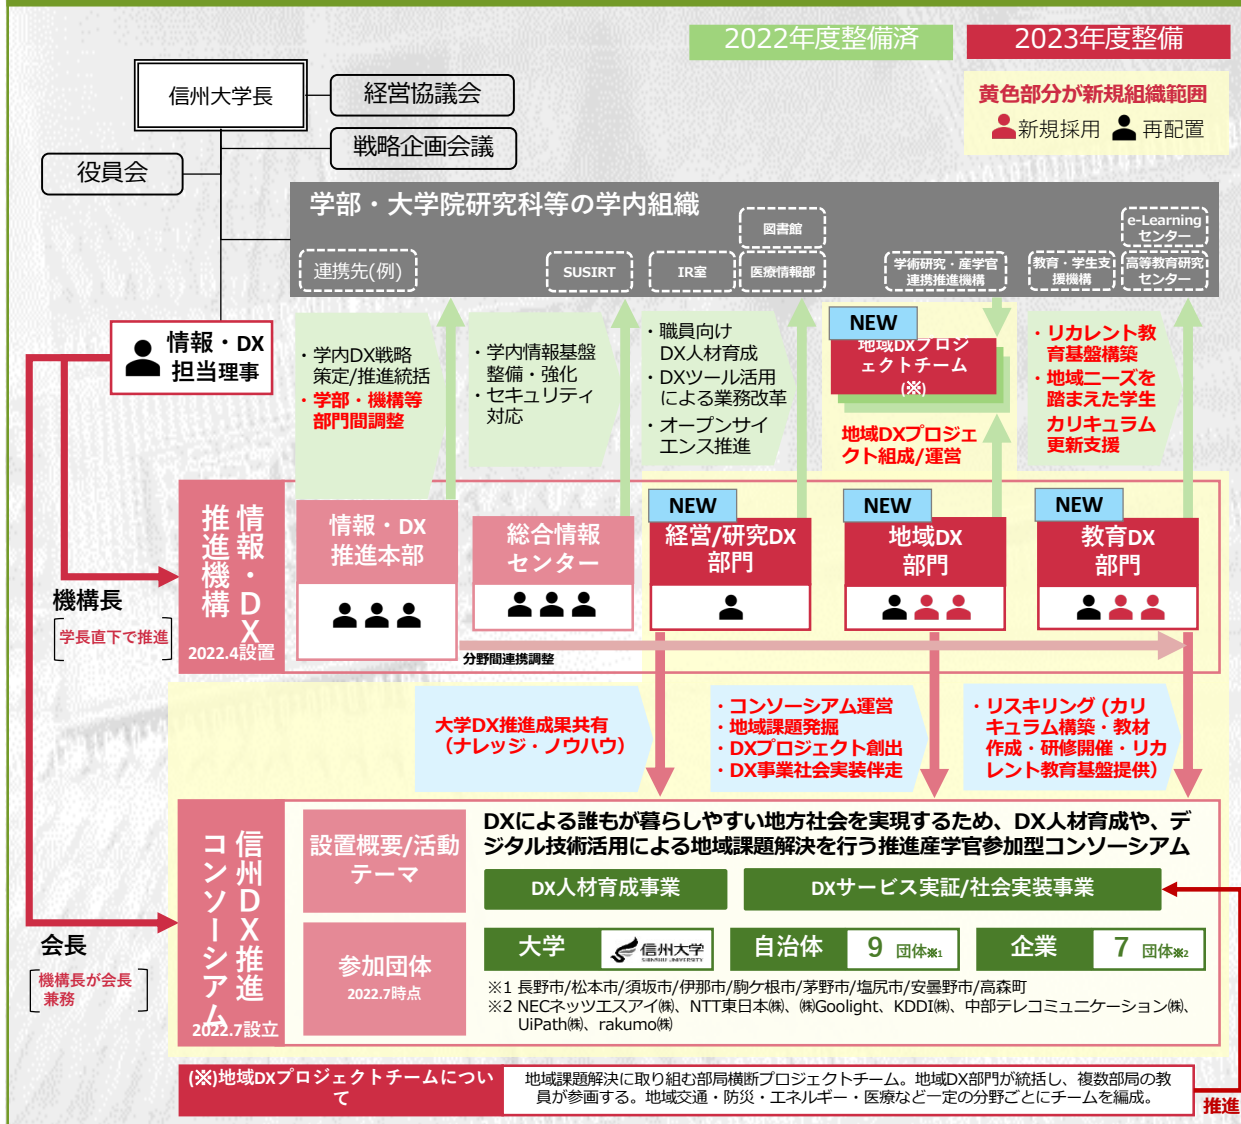 2022年度整備済
2023年度整備
黄色部分が新規組織範囲
新規採用
再配置
信州大学長
経営協議会
戦略企画会議
役員会
学部・大学院研究科等の学内組織
連携先(例)
SUSIRT
IR室
図書館
医療情報部
学術研究・産学官
連携推進機構
教育・学生支
援機構
e-Learning
センター
高等教育研究
センター
情報・DX
担当理事
・学内DX戦略
策定/推進統括
・学部・機構等
部門間調整
・学内情報基盤
整備・強化
・セキュリティ
対応
・職員向け
DX人材育成
・DXツール活用
による業務改革
・オープンサイ
エンス推進
NEW
地域DXプロジ
ェクトチーム
(※)
地域DXプロジェ
クト組成/運営
・リカレント教
育基盤構築
・地域ニーズを
踏まえた学生
カリキュラム
更新支援
情報・DX
推進機構
2022.4設置
情報・DX
推進本部
総合情報
センター
NEW
経営/研究DX
部門
NEW
地域DX
部門
NEW
教育DX
部門
機構長
学長直下で推進
分野間連携調整
大学DX推進成果共有
（ナレッジ・ノウハウ）
・コンソーシアム運営
・地域課題発掘
・DXプロジェクト創出
・DX事業社会実装伴走
・リスキリング (カリ
キュラム構築・教材
作成・研修開催・リカ
レント教育基盤提供）
信州DX推進
コンソーシアム
2022.7設立
会長
機構長が会長
兼務
設置概要/活動
テーマ
DXによる誰もが暮らしやすい地方社会を実現するため、DX人材育成や、デ
ジタル技術活用による地域課題解決を行う推進産学官参加型コンソーシアム
DX人材育成事業
DXサービス実証/社会実装事業
参加団体
2022.7時点
大学
信州大学
SHINSHU UNIVERSITY
自治体
9 団体※1
企業
7 団体※2
※1 長野市/松本市/須坂市/伊那市/駒ケ根市/茅野市/塩尻市/安曇野市/高森町
※2 NECネッツエスアイ㈱、NTT東日本㈱、㈱Goolight、KDDI㈱、中部テレコミュニケーション㈱、
UiPath㈱、rakumo㈱
(※)地域DXプロジェクトチームについ
て
地域課題解決に取り組む部局横断プロジェクトチーム。地域DX部門が統括し、複数部局の教
員が参画する。地域交通・防災・エネルギー・医療など一定の分野ごとにチームを編成。
推進